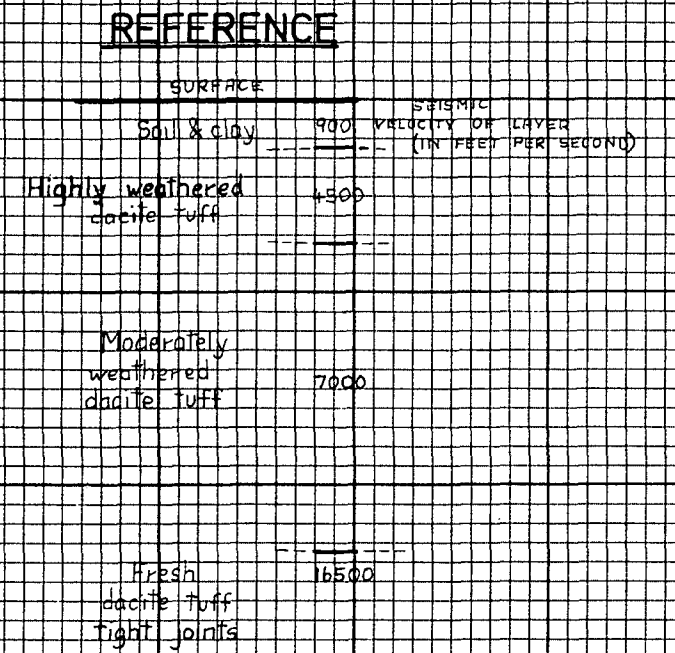 REFERENCE
SURFACE
SEISMIC
Soil & clay 900 VELOCITY OF LAYER
(IN FEET PER SECOND)
Highly weathered 4500
dacite tuff
Moderately
weathered 7000
dacite tuff
Fresh 16500
dacite tuff
tight joints